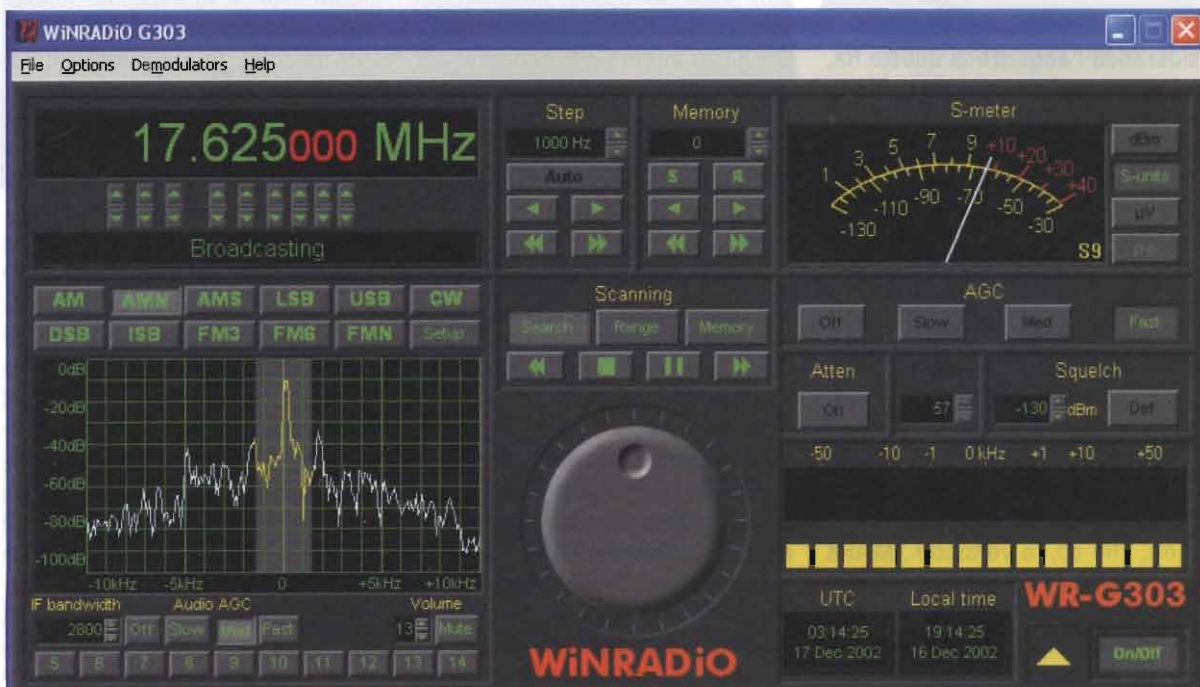 WiNRADiO G303
File Options Demodulators Help
17.625000 MHz
Broadcasting
Step
1000 Hz
Auto
Memory
0
S R
S-meter
1 3 5 7 9 +10 +20 +30 +40
-130 -110 -90 -70 -50 -30
S9
dBm
S-units
µV
AM AMN AMS LSB USB CW
DSB ISB FM3 FM6 FMN Setup
Scanning
Search Range Memory
AGC
Off Slow Med Fast
Atten
On
57
Squelch
-130 dBm Def
0dB
-20dB
-40dB
-60dB
-80dB
-100dB
-10kHz -5kHz 0 +5kHz +10kHz
-50 -10 -1 0 kHz +1 +10 +50
IF bandwidth Audio AGC Volume
2800 Off Slow Med Fast 13 Mute
5 6 7 8 9 10 11 12 13 14
WiNRADiO
UTC
03:14:25
17 Dec 2002
Local time
19:14:25
16 Dec 2002
WR-G303
On/Off